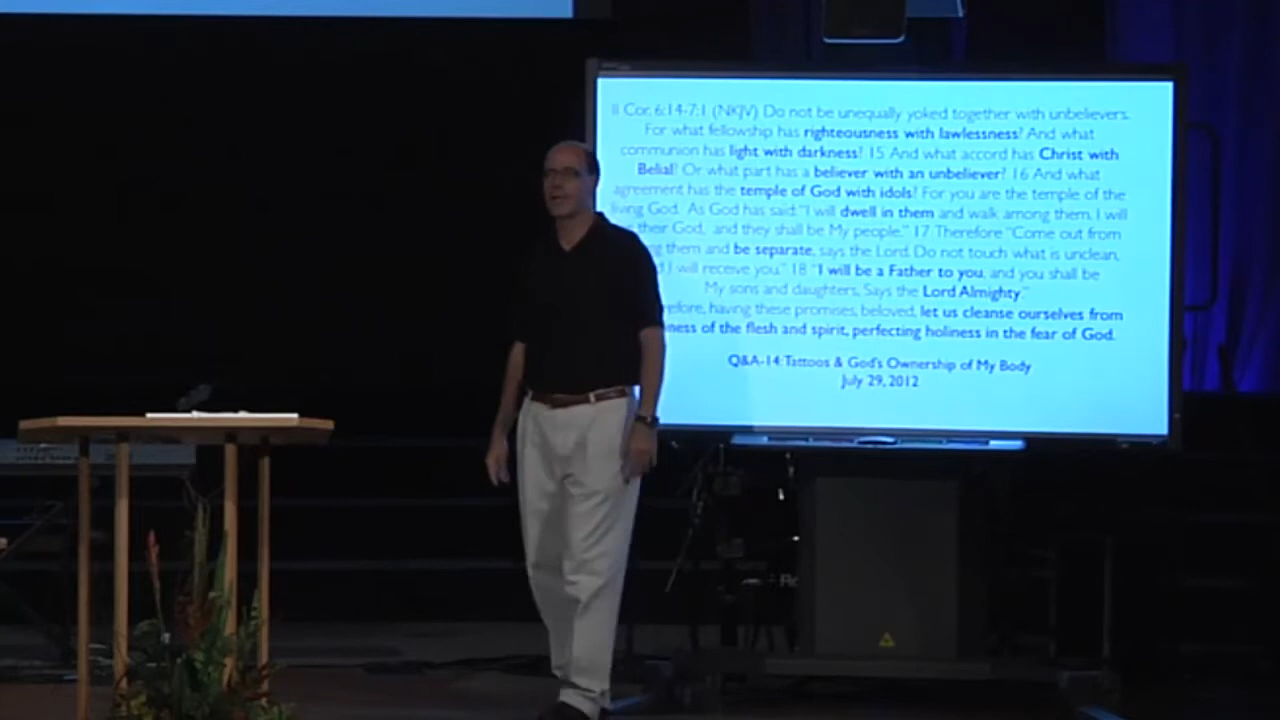 II Cor. 6:14-7:1 (NKJV) Do not be unequally yoked together with unbelievers.
For what fellowship has righteousness with lawlessness? And what
communion has light with darkness? 15 And what accord has Christ with
Belial? Or what part has a believer with an unbeliever? 16 And what
agreement has the temple of God with idols? For you are the temple of the
living God. As God has said: "I will dwell in them and walk among them. I will
their God, and they shall be My people." 17 Therefore "Come out from
them and be separate, says the Lord. Do not touch what is unclean,
I will receive you." 18 "I will be a Father to you, and you shall be
My sons and daughters, Says the Lord Almighty."
having these promises, beloved, let us cleanse ourselves from
of the flesh and spirit, perfecting holiness in the fear of God.
Q&A-14: Tattoos & God's Ownership of My Body
July 29, 2012